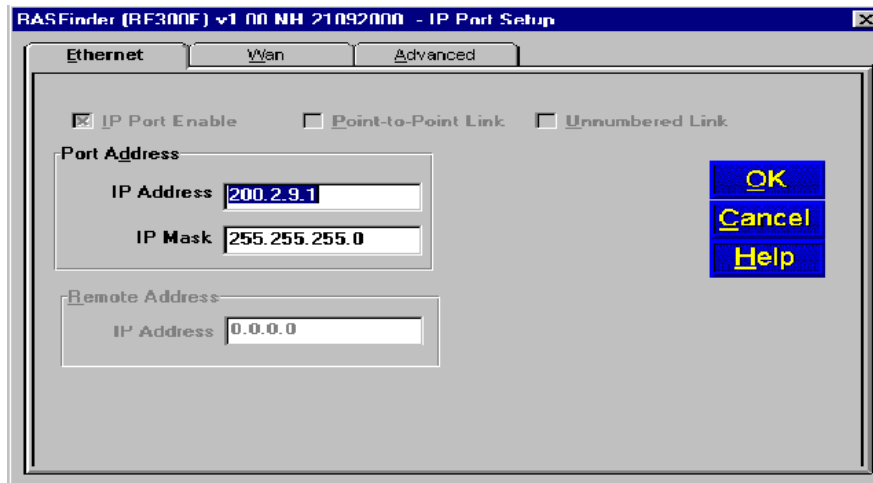 RASFinder (RF300E) v1.00 NH 21092000 - IP Port Setup
Ethernet Wan Advanced
IP Port Enable Point-to-Point Link Unnumbered Link
Port Address
IP Address 200.2.9.1
IP Mask 255.255.255.0
OK
Cancel
Help
Remote Address
IP Address 0.0.0.0